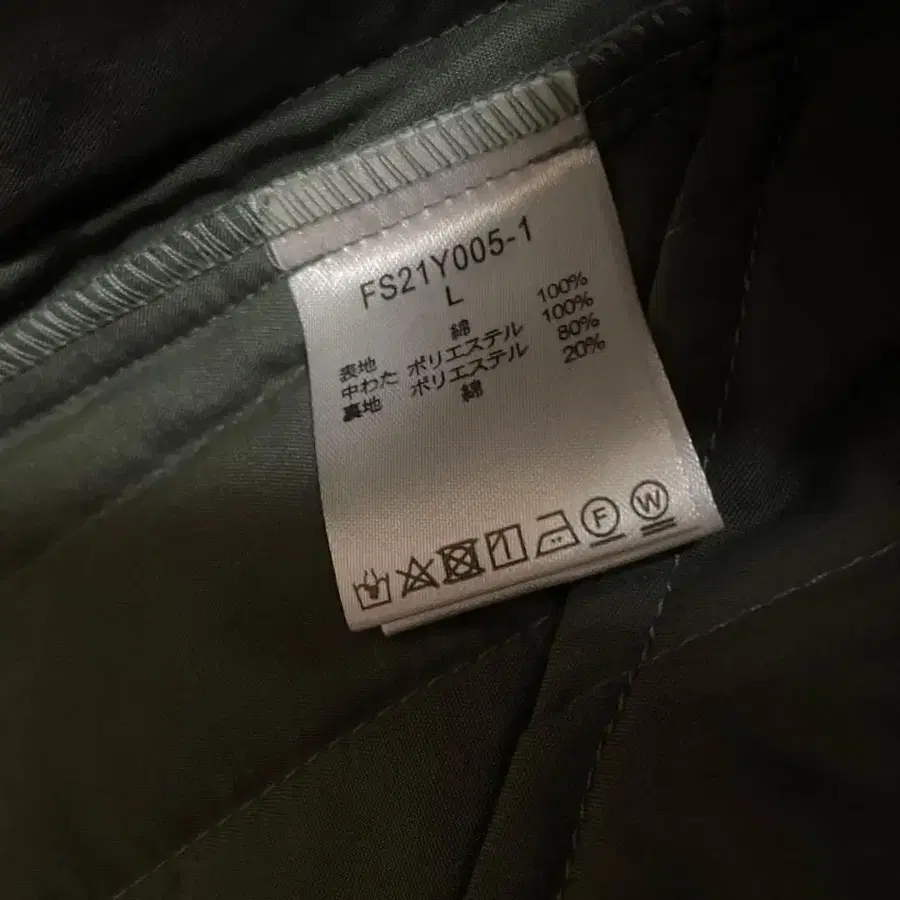 FS21Y005-1
L
表地 綿 100%
中わた ポリエステル 100%
裏地 ポリエステル 80%
綿 20%
F W